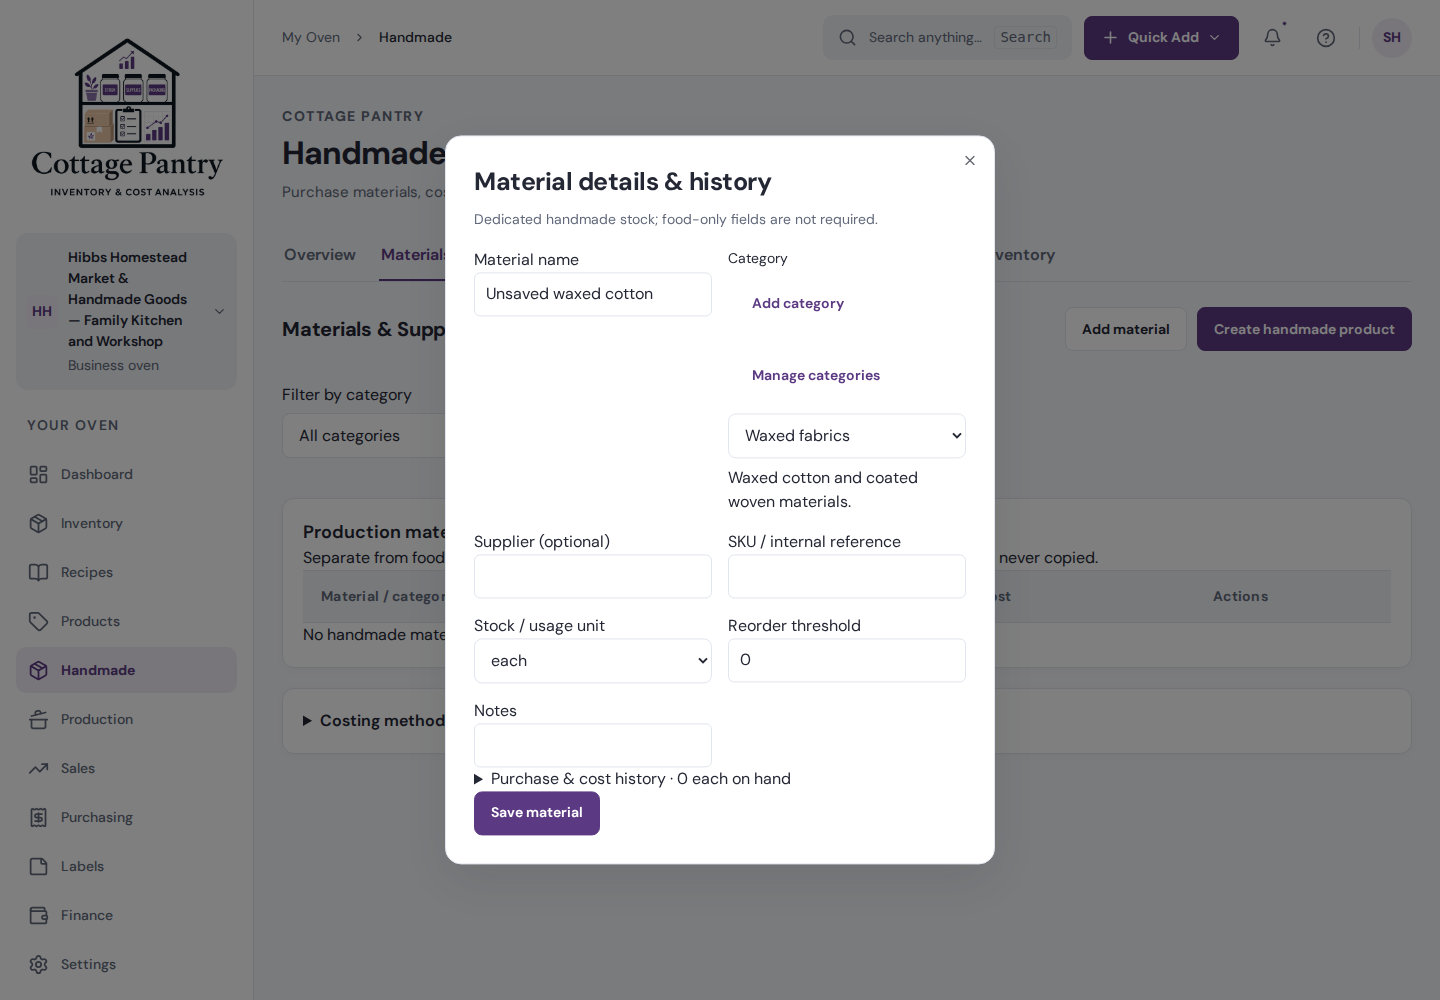 Cottage Pantry
INVENTORY & COST ANALYSIS
HH
Hibbs Homestead
Market &
Handmade Goods
— Family Kitchen
and Workshop
Business oven
YOUR OVEN
Dashboard
Inventory
Recipes
Products
Handmade
Production
Sales
Purchasing
Labels
Finance
Settings
My Oven > Handmade
Search anything... Search
Quick Add
SH
COTTAGE PANTRY
Handmade
Purchase materials, cos
Overview Materials ventory
Materials & Supp
Add material Create handmade product
Filter by category
All categories
Production mate
Separate from food never copied.
Material / categor ost Actions
No handmade mate
Costing method
Material details & history
Dedicated handmade stock; food-only fields are not required.
Material name
Unsaved waxed cotton
Category
Add category
Manage categories
Waxed fabrics
Waxed cotton and coated
woven materials.
Supplier (optional) SKU / internal reference
Stock / usage unit Reorder threshold
each 0
Notes
Purchase & cost history · 0 each on hand
Save material